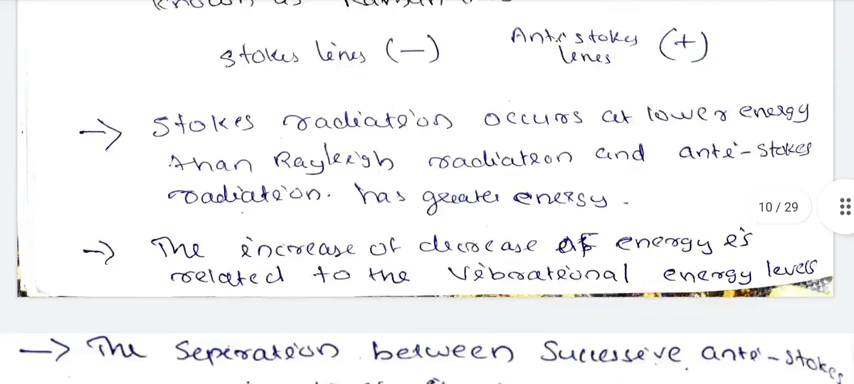 Stokes lines (-) Anti stokes lines (+)
→ Stokes radiation occurs at lower energy
than Rayleigh radiation and anti-stokes
radiation. has greater energy.
10 / 29
→ The increase of decrease of energy is
related to the vibrational energy levels
→ The Seperation between Successive anti-stokes